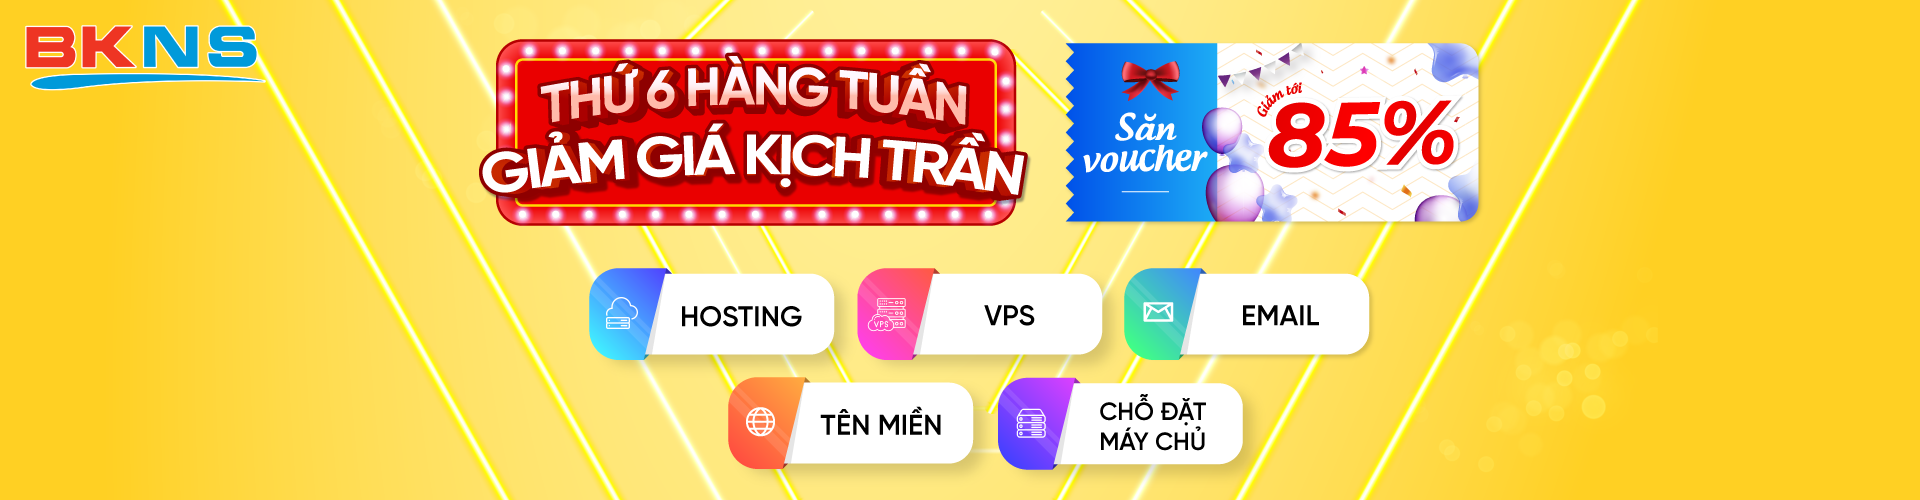 BKNS
THỨ 6 HÀNG TUẦN
GIẢM GIÁ KỊCH TRẦN
Săn
voucher
Giảm tới
85%
HOSTING
VPS
VPS
EMAIL
TÊN MIỀN
CHỖ ĐẶT
MÁY CHỦ